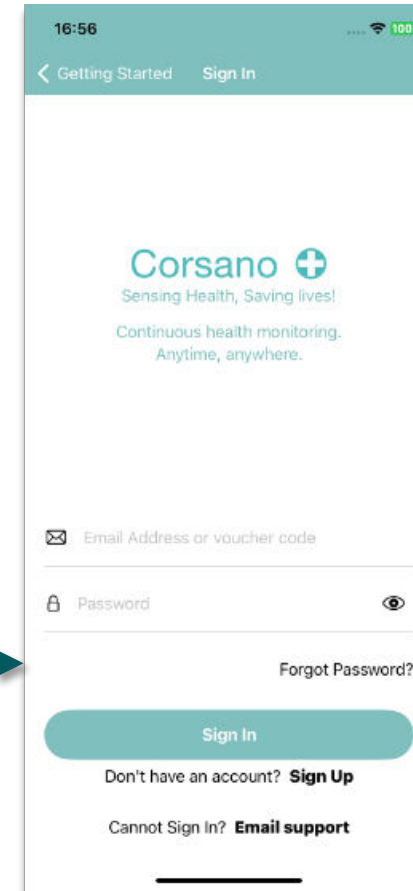 16:56
100
Getting Started Sign In
Corsano
Sensing Health, Saving lives!
Continuous health monitoring.
Anytime, anywhere.
Email Address or voucher code
Password
Forgot Password?
Sign In
Don't have an account? Sign Up
Cannot Sign In? Email support